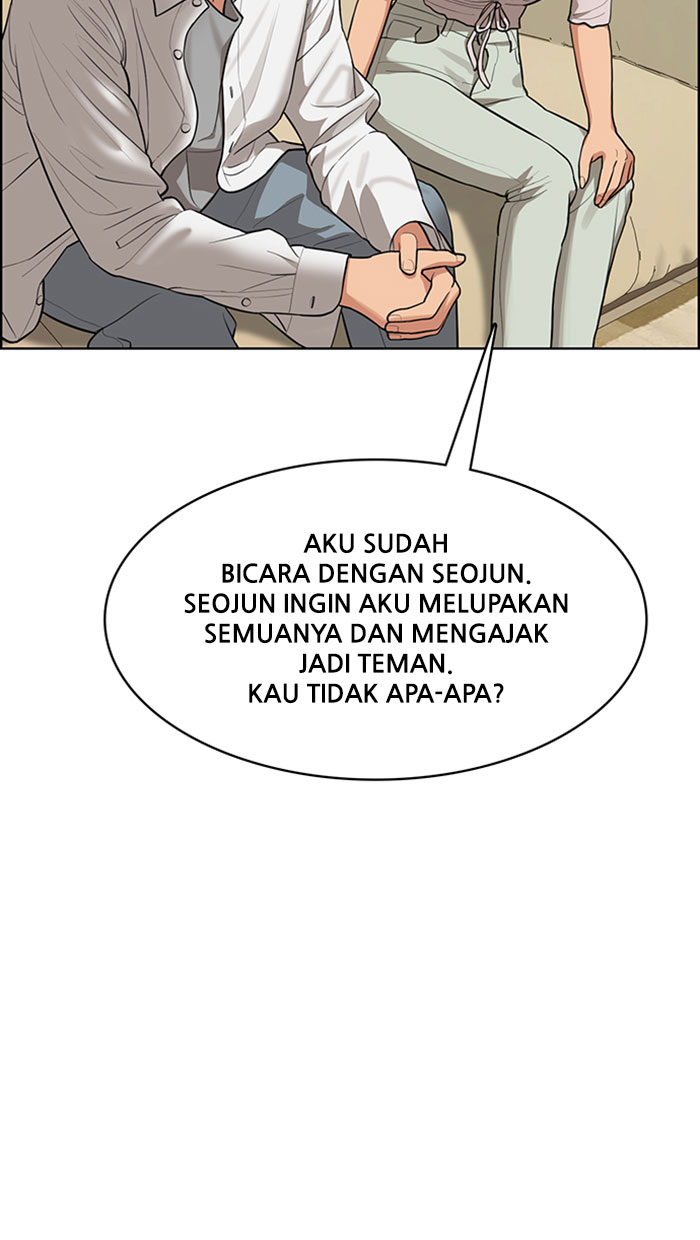 AKU SUDAH
BICARA DENGAN SEOJUN.
SEOJUN INGIN AKU MELUPAKAN
SEMUANYA DAN MENGAJAK
JADI TEMAN.
KAU TIDAK APA-APA?